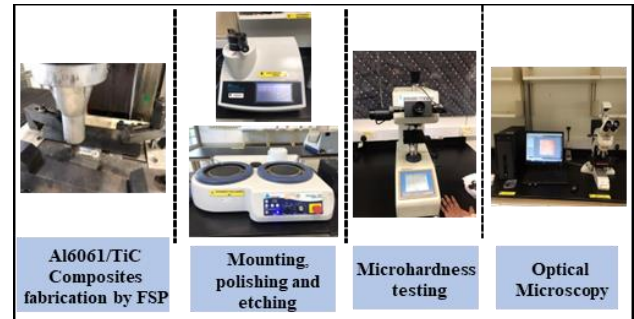 Al6061/TiC
Composites
fabrication by FSP
Mounting,
polishing and
etching
Microhardness
testing
Optical
Microscopy